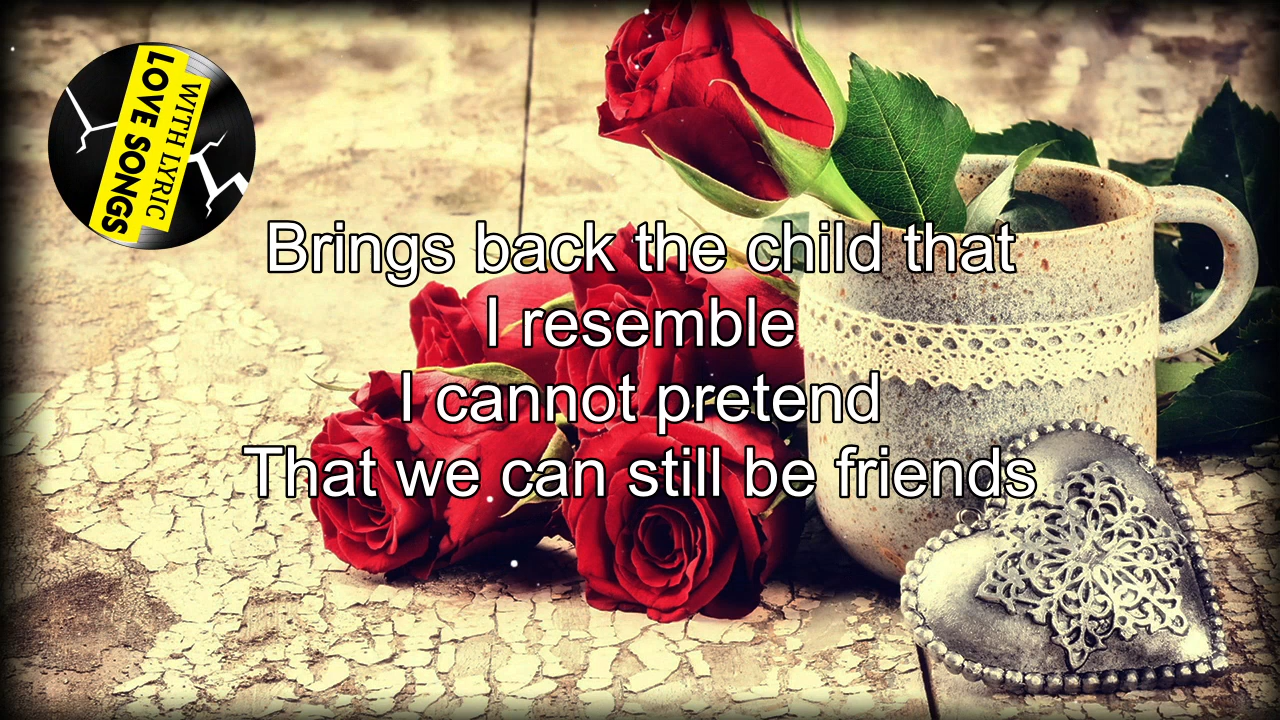 LOVE SONGS
WITH LYRIC
Brings back the child that
I resemble
I cannot pretend
That we can still be friends